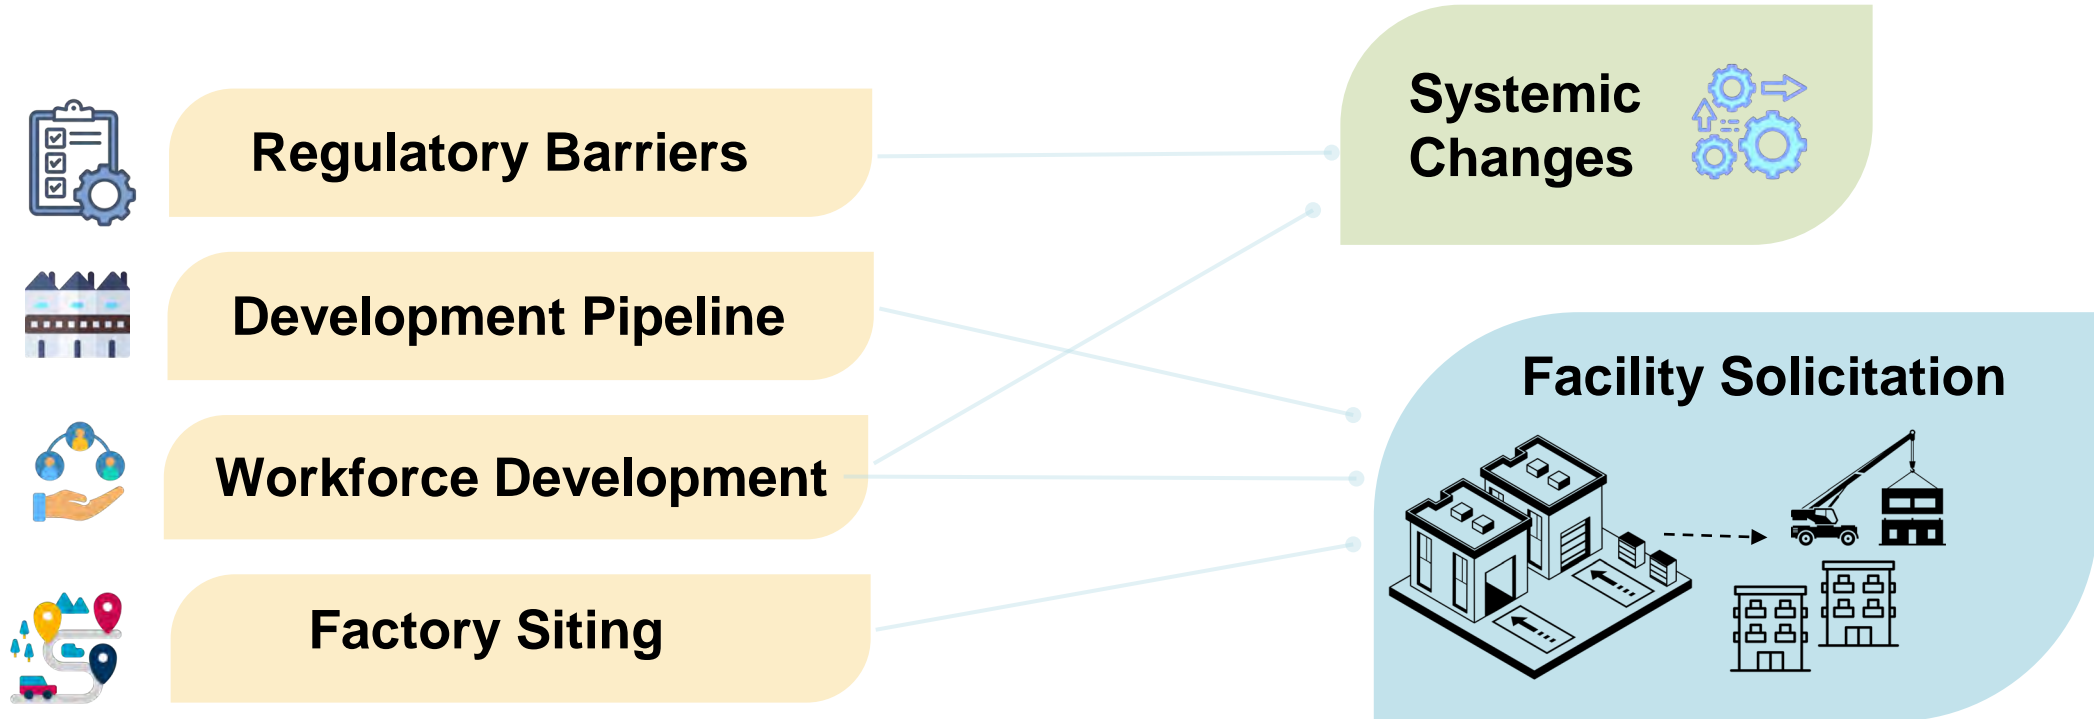 Regulatory Barriers
Development Pipeline
Workforce Development
Factory Siting
Systemic
Changes
Facility Solicitation